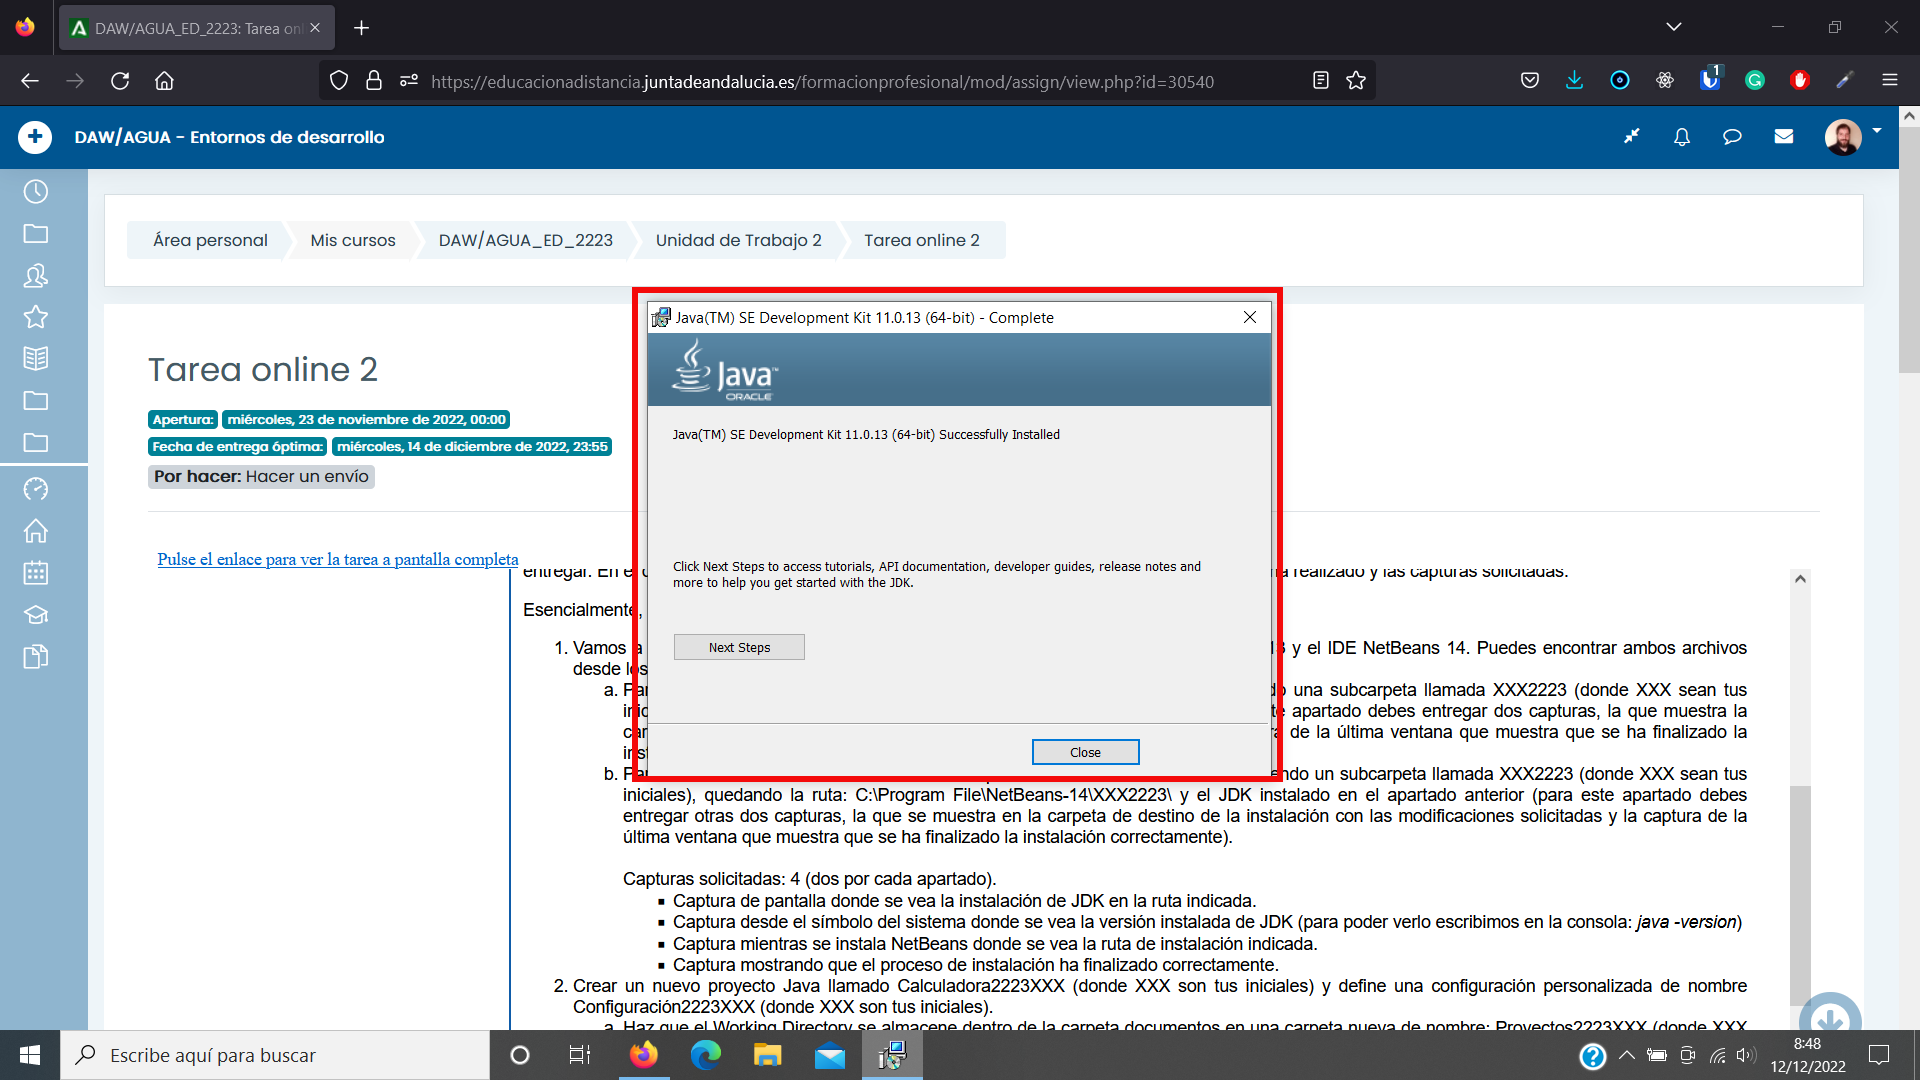 DAW/AGUA_ED_2223: Tarea onl
https://educacionadistancia.juntadeandalucia.es/formacionprofesional/mod/assign/view.php?id=30540
1
DAW/AGUA - Entornos de desarrollo
Área personal
Mis cursos
DAW/AGUA_ED_2223
Unidad de Trabajo 2
Tarea online 2
Tarea online 2
Apertura: miércoles, 23 de noviembre de 2022, 00:00
Fecha de entrega óptima: miércoles, 14 de diciembre de 2022, 23:55
Por hacer: Hacer un envío
Pulse el enlace para ver la tarea a pantalla completa
Java(TM) SE Development Kit 11.0.13 (64-bit) - Complete
Java™
ORACLE
Java(TM) SE Development Kit 11.0.13 (64-bit) Successfully Installed
Click Next Steps to access tutorials, API documentation, developer guides, release notes and
more to help you get started with the JDK.
Next Steps
Close
entregar. En el realizado y las capturas solicitadas.
Esencialmente,
1. Vamos a y el IDE NetBeans 14. Puedes encontrar ambos archivos
desde los
a. una subcarpeta llamada XXX2223 (donde XXX sean tus
apartado debes entregar dos capturas, la que muestra la
de la última ventana que muestra que se ha finalizado la
b. un subcarpeta llamada XXX2223 (donde XXX sean tus
iniciales), quedando la ruta: C:\Program File\NetBeans-14\XXX2223\ y el JDK instalado en el apartado anterior (para este apartado debes
entregar otras dos capturas, la que se muestra en la carpeta de destino de la instalación con las modificaciones solicitadas y la captura de la
última ventana que muestra que se ha finalizado la instalación correctamente).
Capturas solicitadas: 4 (dos por cada apartado).
▪ Captura de pantalla donde se vea la instalación de JDK en la ruta indicada.
▪ Captura desde el símbolo del sistema donde se vea la versión instalada de JDK (para poder verlo escribimos en la consola: java -version)
▪ Captura mientras se instala NetBeans donde se vea la ruta de instalación indicada.
▪ Captura mostrando que el proceso de instalación ha finalizado correctamente.
2. Crear un nuevo proyecto Java llamado Calculadora2223XXX (donde XXX son tus iniciales) y define una configuración personalizada de nombre
Configuración2223XXX (donde XXX son tus iniciales).
a. Haz que el Working Directory se almacene dentro de la carpeta documentos en una carpeta nueva de nombre: Proyectos2223XXX (donde XXX
Escribe aquí para buscar
8:48
12/12/2022